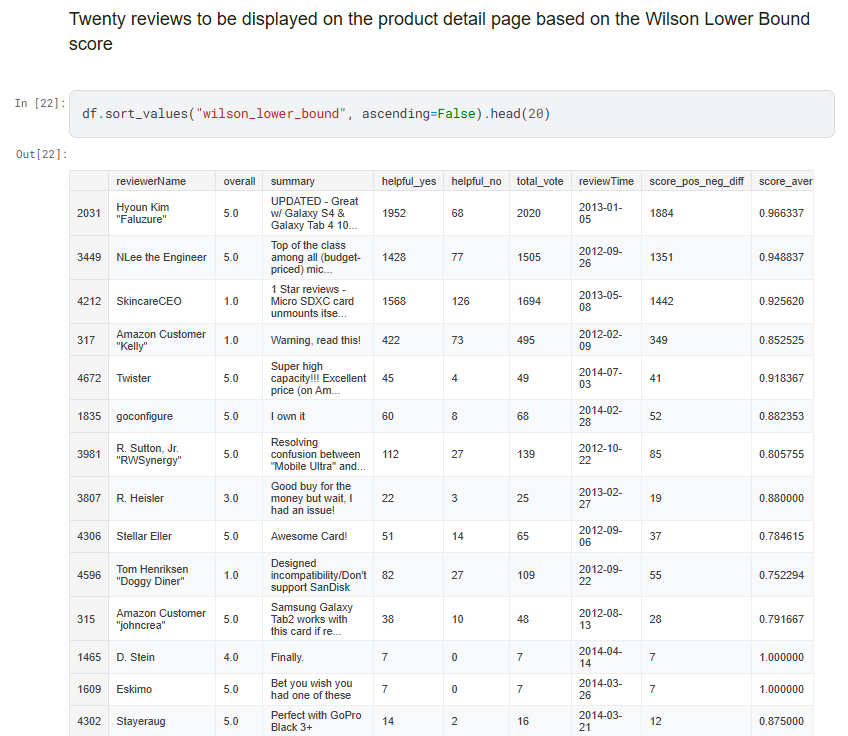 Twenty reviews to be displayed on the product detail page based on the Wilson Lower Bound
score
In [22]:
df.sort_values("wilson_lower_bound", ascending=False).head(20)
Out[22]:
reviewerName overall summary helpful_yes helpful_no total_vote reviewTime score_pos_neg_diff score_aver
2031 Hyoun Kim "Faluzure" 5.0 UPDATED - Great w/ Galaxy S4 & Galaxy Tab 4 10... 1952 68 2020 2013-01-05 1884 0.966337
3449 NLee the Engineer 5.0 Top of the class among all (budget-priced) mic... 1428 77 1505 2012-09-26 1351 0.948837
4212 SkincareCEO 1.0 1 Star reviews - Micro SDXC card unmounts itse... 1568 126 1694 2013-05-08 1442 0.925620
317 Amazon Customer "Kelly" 1.0 Warning, read this! 422 73 495 2012-02-09 349 0.852525
4672 Twister 5.0 Super high capacity!!! Excellent price (on Am... 45 4 49 2014-07-03 41 0.918367
1835 goconfigure 5.0 I own it 60 8 68 2014-02-28 52 0.882353
3981 R. Sutton, Jr. "RWSynergy" 5.0 Resolving confusion between "Mobile Ultra" and... 112 27 139 2012-10-22 85 0.805755
3807 R. Heisler 3.0 Good buy for the money but wait, I had an issue! 22 3 25 2013-02-27 19 0.880000
4306 Stellar Eller 5.0 Awesome Card! 51 14 65 2012-09-06 37 0.784615
4596 Tom Henriksen "Doggy Diner" 1.0 Designed incompatibility/Don't support SanDisk 82 27 109 2012-09-22 55 0.752294
315 Amazon Customer "johncrea" 5.0 Samsung Galaxy Tab2 works with this card if re... 38 10 48 2012-08-13 28 0.791667
1465 D. Stein 4.0 Finally. 7 0 7 2014-04-14 7 1.000000
1609 Eskimo 5.0 Bet you wish you had one of these 7 0 7 2014-03-26 7 1.000000
4302 Stayeraug 5.0 Perfect with GoPro Black 3+ 14 2 16 2014-03-21 12 0.875000